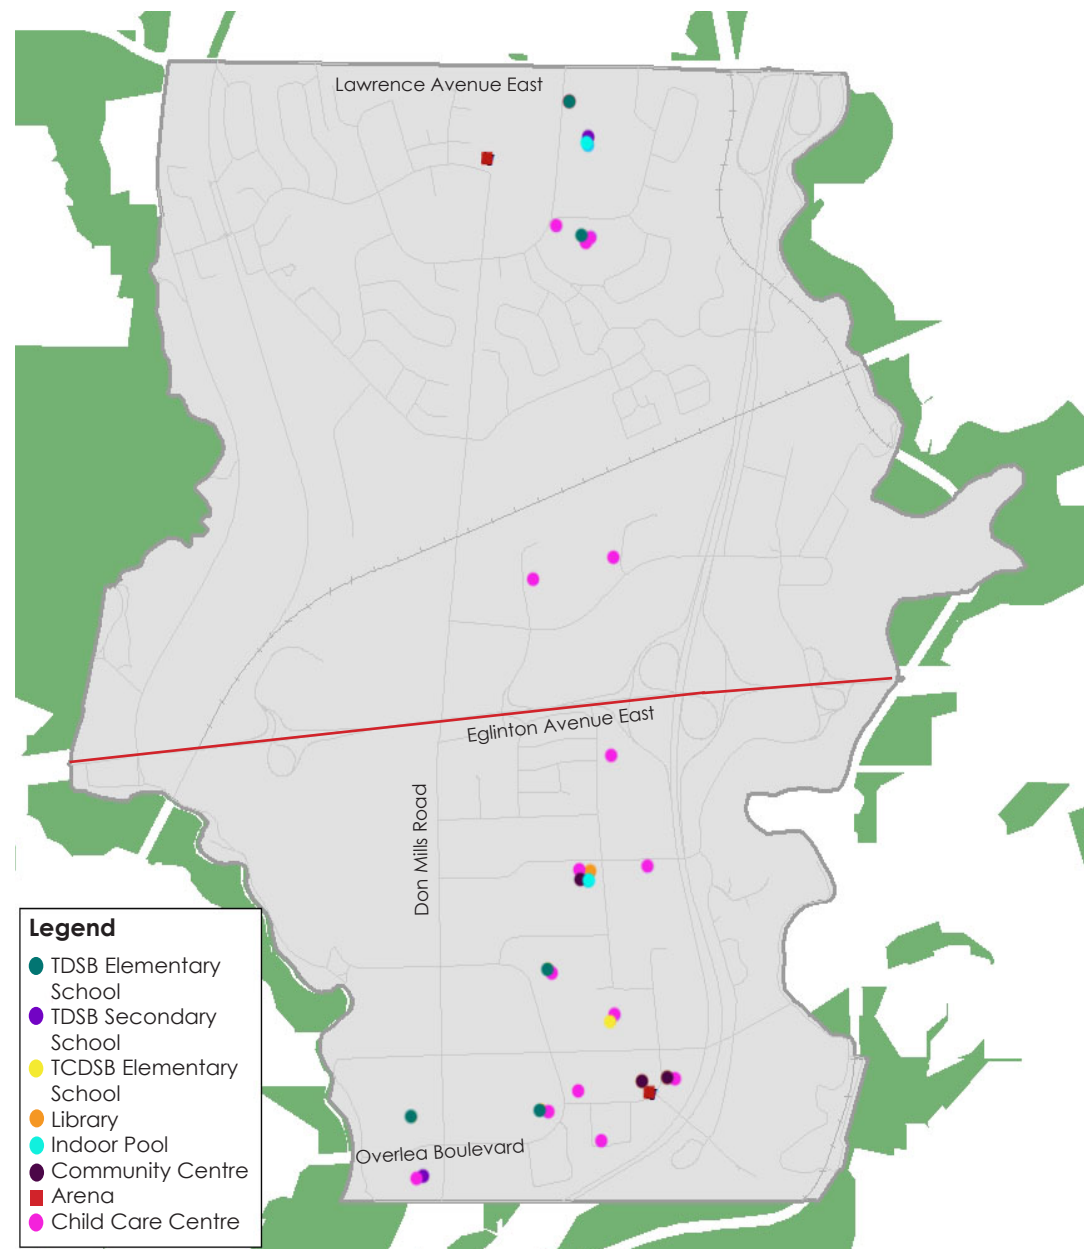 Lawrence Avenue East
Eglinton Avenue East
Don Mills Road
Overlea Boulevard
Legend
TDSB Elementary
School
TDSB Secondary
School
TCDSB Elementary
School
Library
Indoor Pool
Community Centre
Arena
Child Care Centre